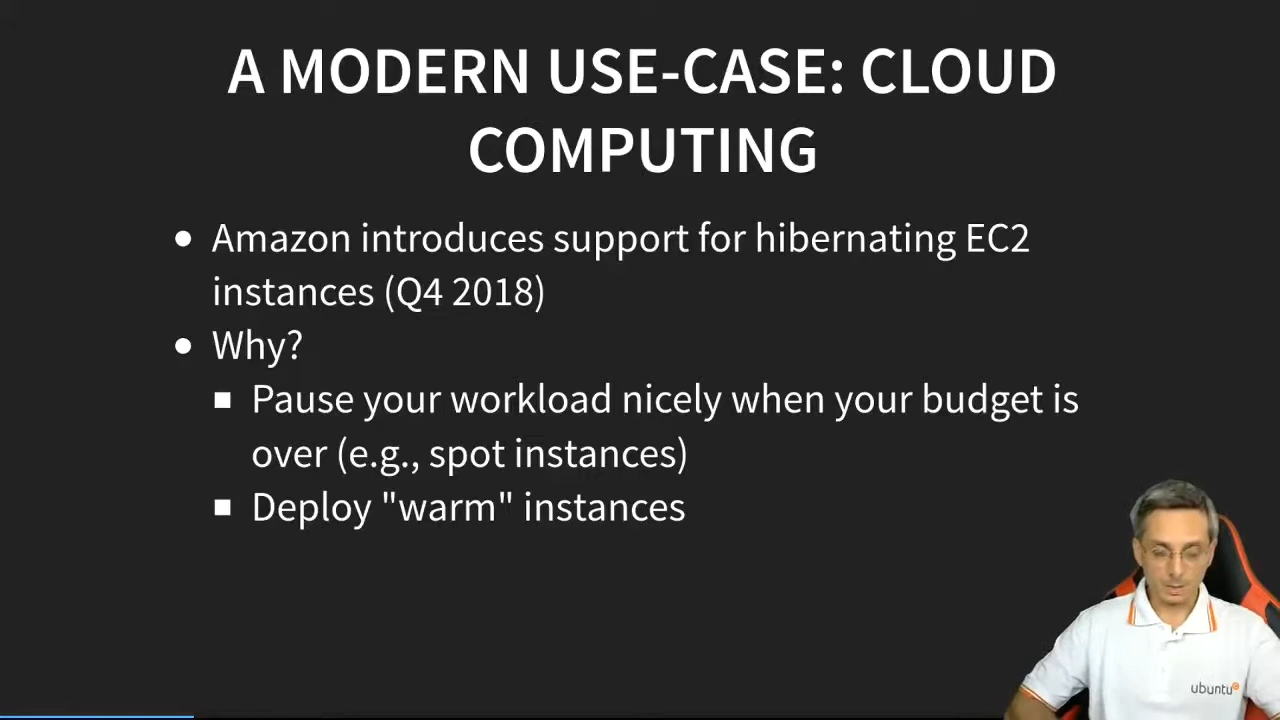 A MODERN USE-CASE: CLOUD
COMPUTING
● Amazon introduces support for hibernating EC2
instances (Q4 2018)
● Why?
■ Pause your workload nicely when your budget is
over (e.g., spot instances)
■ Deploy "warm" instances
ubuntu